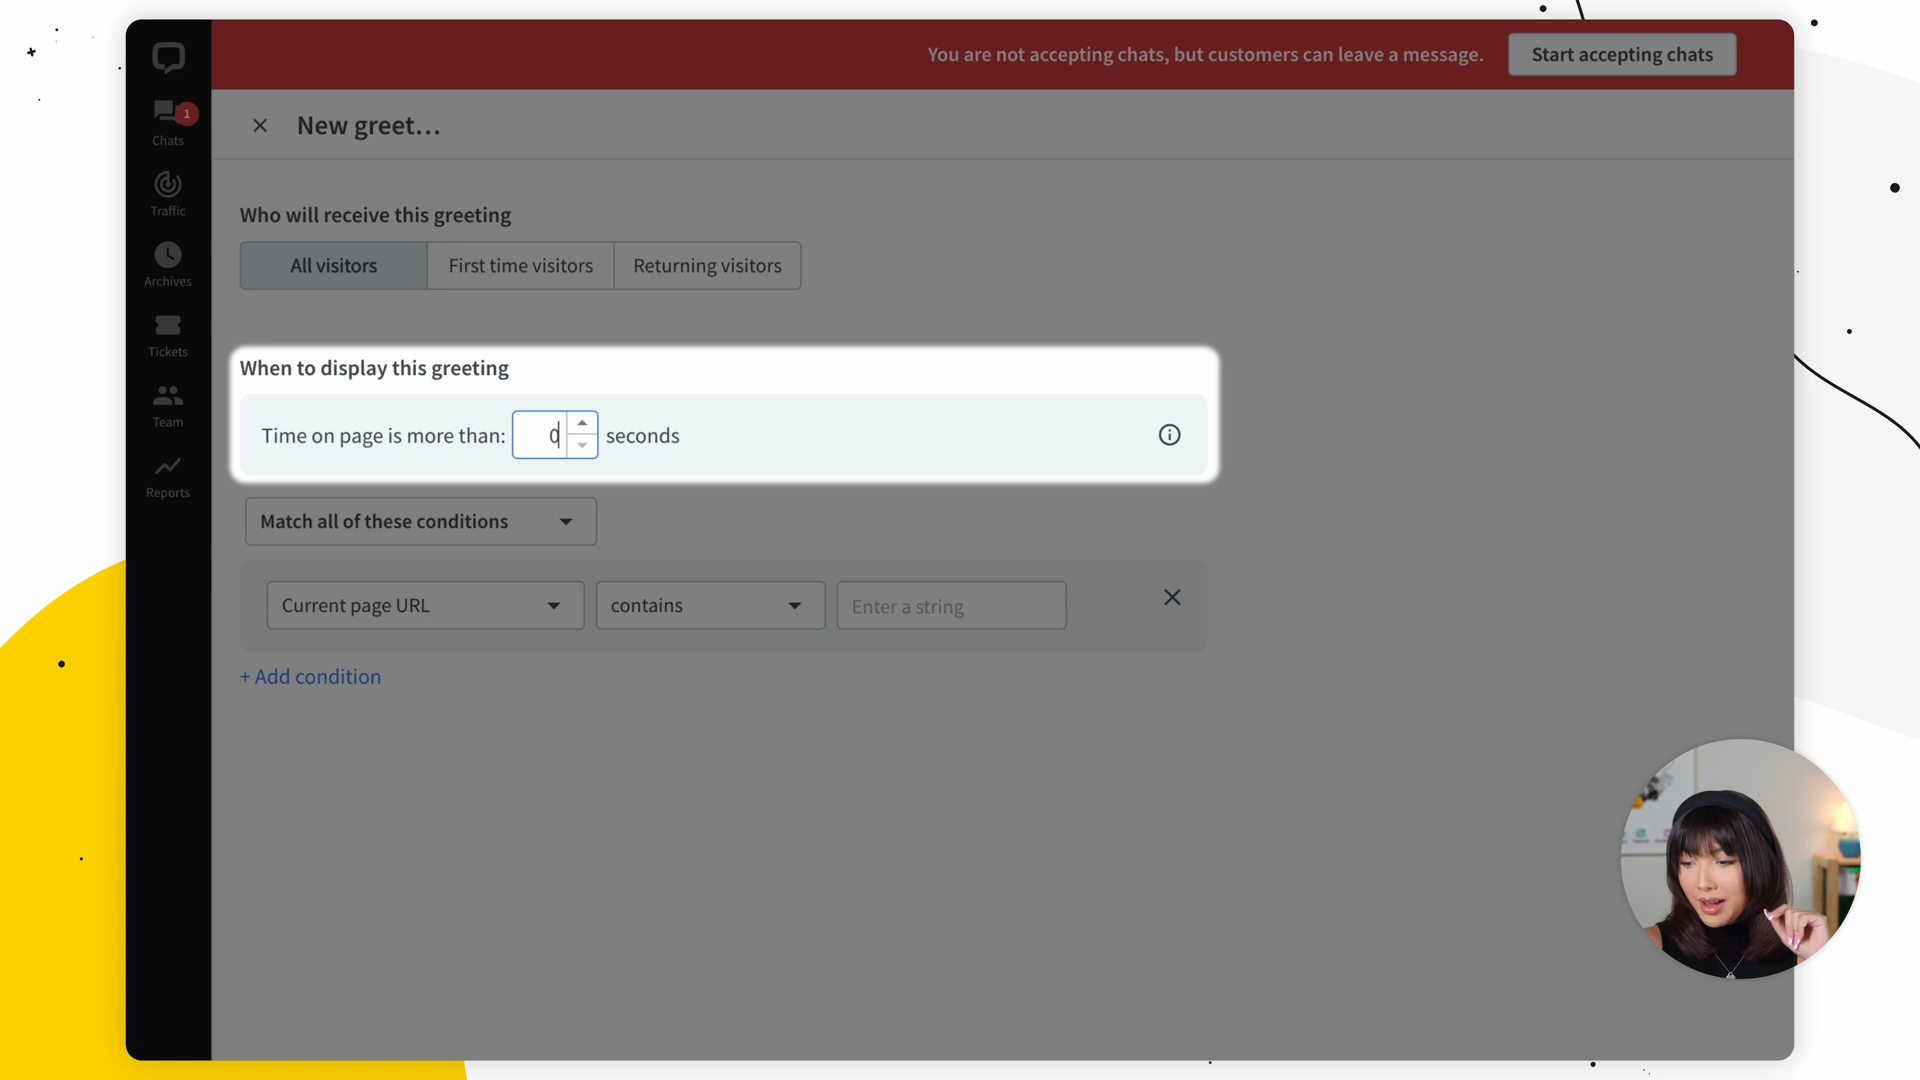 You are not accepting chats, but customers can leave a message.
Start accepting chats
1
Chats
Traffic
Archives
Tickets
Team
Reports
New greet...
Who will receive this greeting
All visitors
First time visitors
Returning visitors
When to display this greeting
Time on page is more than: 0 seconds
Match all of these conditions
Current page URL
contains
Enter a string
+ Add condition